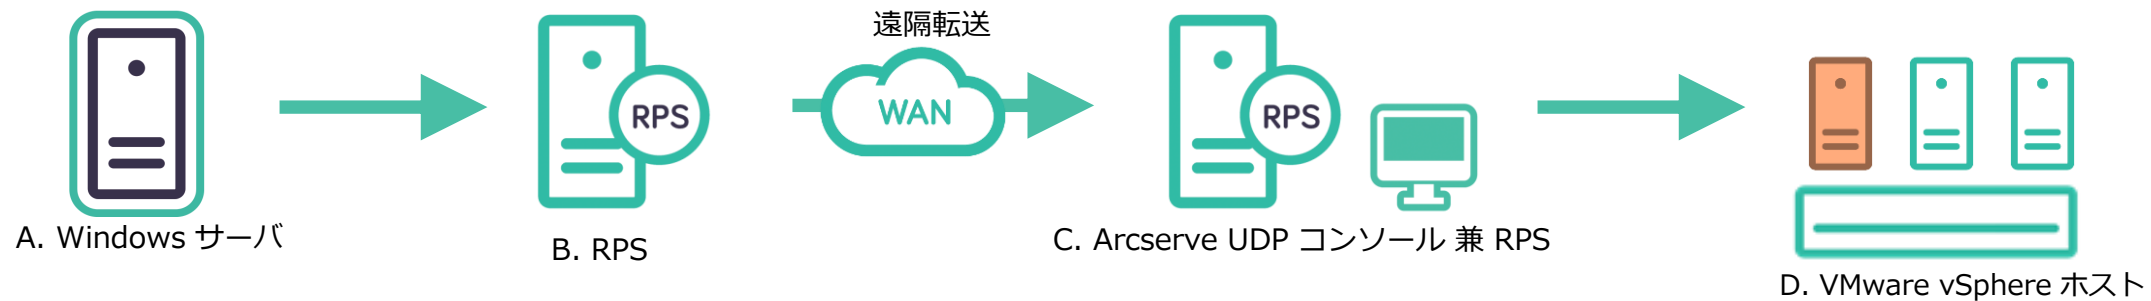 遠隔転送
RPS
WAN
RPS
A. Windows サーバ
B. RPS
C. Arcserve UDP コンソール 兼 RPS
D. VMware vSphere ホスト